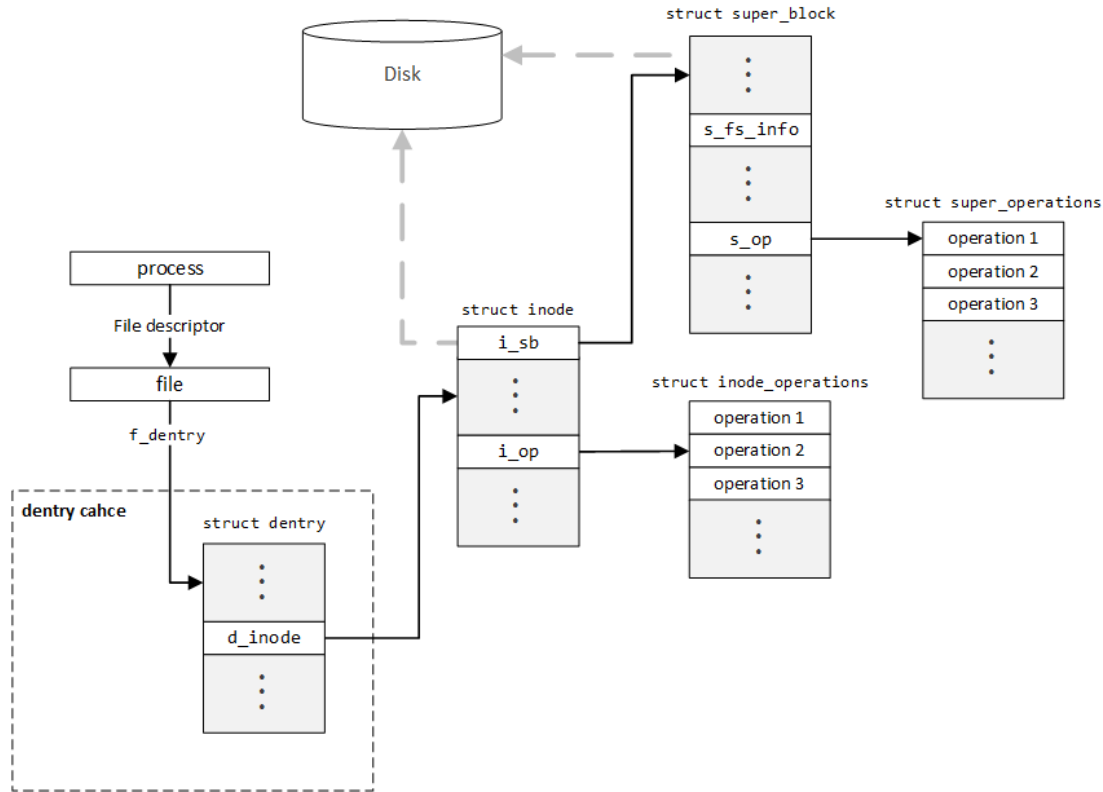 struct super_block
Disk
s_fs_info
struct super_operations
s_op
operation 1
operation 2
operation 3
process
File descriptor
file
f_dentry
struct inode
i_sb
i_op
struct inode_operations
operation 1
operation 2
operation 3
dentry cahce
struct dentry
d_inode